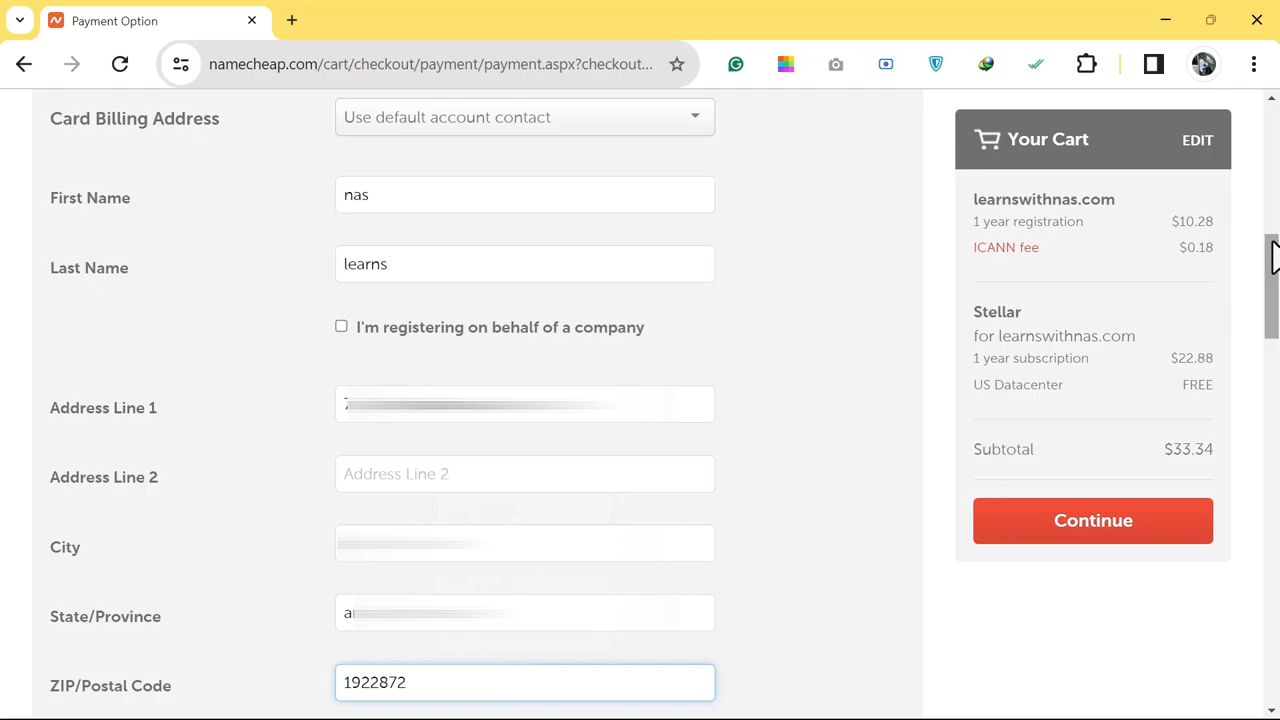 Payment Option
namecheap.com/cart/checkout/payment/payment.aspx?checkout...
Card Billing Address
Use default account contact
First Name
nas
Last Name
learns
I'm registering on behalf of a company
Address Line 1
Address Line 2
Address Line 2
City
State/Province
ZIP/Postal Code
1922872
Your Cart
EDIT
learnswithnas.com
1 year registration $10.28
ICANN fee $0.18
Stellar
for learnswithnas.com
1 year subscription $22.88
US Datacenter FREE
Subtotal $33.34
Continue